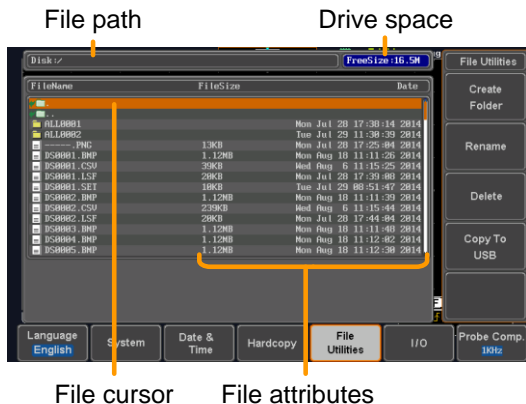 File path
Drive space
Disk:/
FreeSize:16.5M
File Utilities
FileName FileSize Date
.
..
ALL0001 Mon Jul 28 17:38:14 2014
ALL0002 Tue Jul 29 11:30:39 2014
-----.PNG 13KB Mon Jul 28 17:25:04 2014
DS0001.BMP 1.12MB Mon Aug 18 11:11:26 2014
DS0001.CSV 39KB Wed Aug 6 11:15:25 2014
DS0001.LSF 20KB Mon Jul 28 17:39:08 2014
DS0001.SET 10KB Tue Jul 29 08:51:47 2014
DS0002.BMP 1.12MB Mon Aug 18 11:11:39 2014
DS0002.CSV 239KB Wed Aug 6 11:15:44 2014
DS0002.LSF 20KB Mon Jul 28 17:44:04 2014
DS0003.BMP 1.12MB Mon Aug 18 11:11:48 2014
DS0004.BMP 1.12MB Mon Aug 18 11:12:02 2014
DS0005.BMP 1.12MB Mon Aug 18 11:12:30 2014
Create
Folder
Rename
Delete
Copy To
USB
Language
English
System
Date &
Time
Hardcopy
File
Utilities
I/O
Probe Comp.
1KHz
File cursor
File attributes